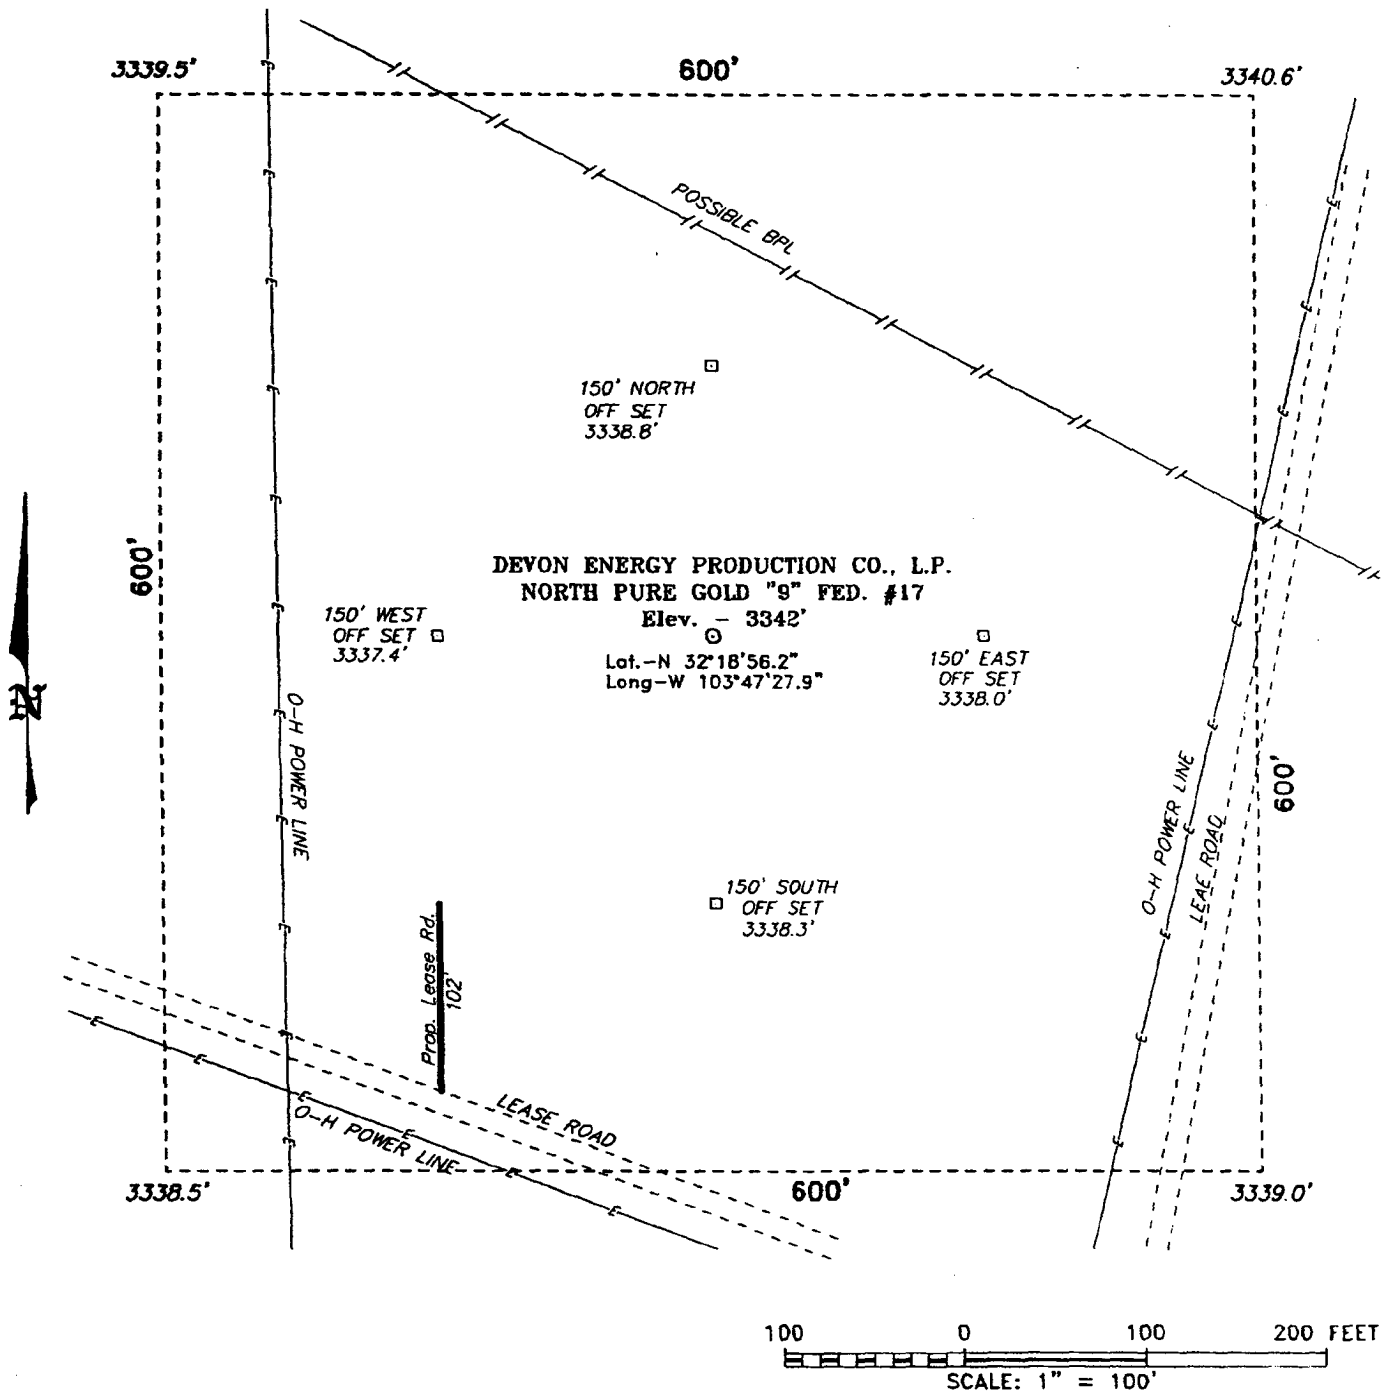 3339.5'
600'
3340.6'
POSSIBLE BPL
150' NORTH
OFF SET
3338.8'
600'
DEVON ENERGY PRODUCTION CO., L.P.
NORTH PURE GOLD "9" FED. #17
Elev. - 3342'
Lat.-N 32°18'56.2"
Long-W 103°47'27.9"
150' WEST
OFF SET
3337.4'
150' EAST
OFF SET
3338.0'
N
O-H POWER LINE
O-H POWER LINE
LEAE ROAD
600'
150' SOUTH
OFF SET
3338.3'
Prop. Lease Rd.
102'
LEASE ROAD
O-H POWER LINE
3338.5'
600'
3339.0'
100 0 100 200 FEET
SCALE: 1" = 100'